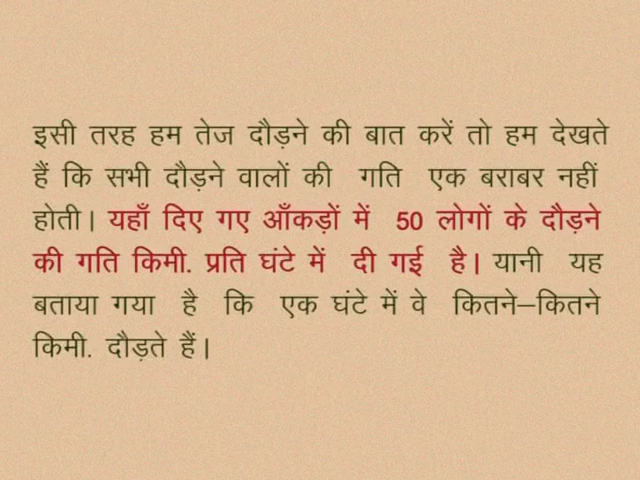 इसी तरह हम तेज दौड़ने की बात करें तो हम देखते
हैं कि सभी दौड़ने वालों की गति एक बराबर नहीं
होती। यहाँ दिए गए आँकड़ों में 50 लोगों के दौड़ने
की गति किमी. प्रति घंटे में दी गई है। यानी यह
बताया गया है कि एक घंटे में वे कितने–कितने
किमी. दौड़ते हैं।